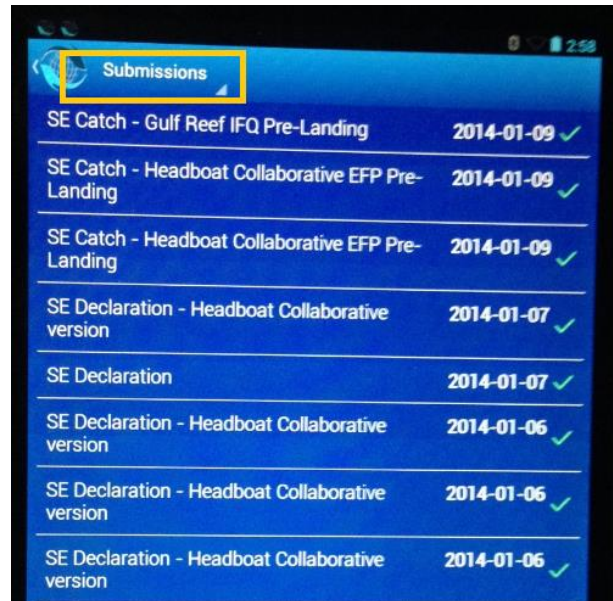 2:58
Submissions
SE Catch - Gulf Reef IFQ Pre-Landing 2014-01-09
SE Catch - Headboat Collaborative EFP Pre- 2014-01-09
Landing
SE Catch - Headboat Collaborative EFP Pre- 2014-01-09
Landing
SE Declaration - Headboat Collaborative 2014-01-07
version
SE Declaration 2014-01-07
SE Declaration - Headboat Collaborative 2014-01-06
version
SE Declaration - Headboat Collaborative 2014-01-06
version
SE Declaration - Headboat Collaborative 2014-01-06
version